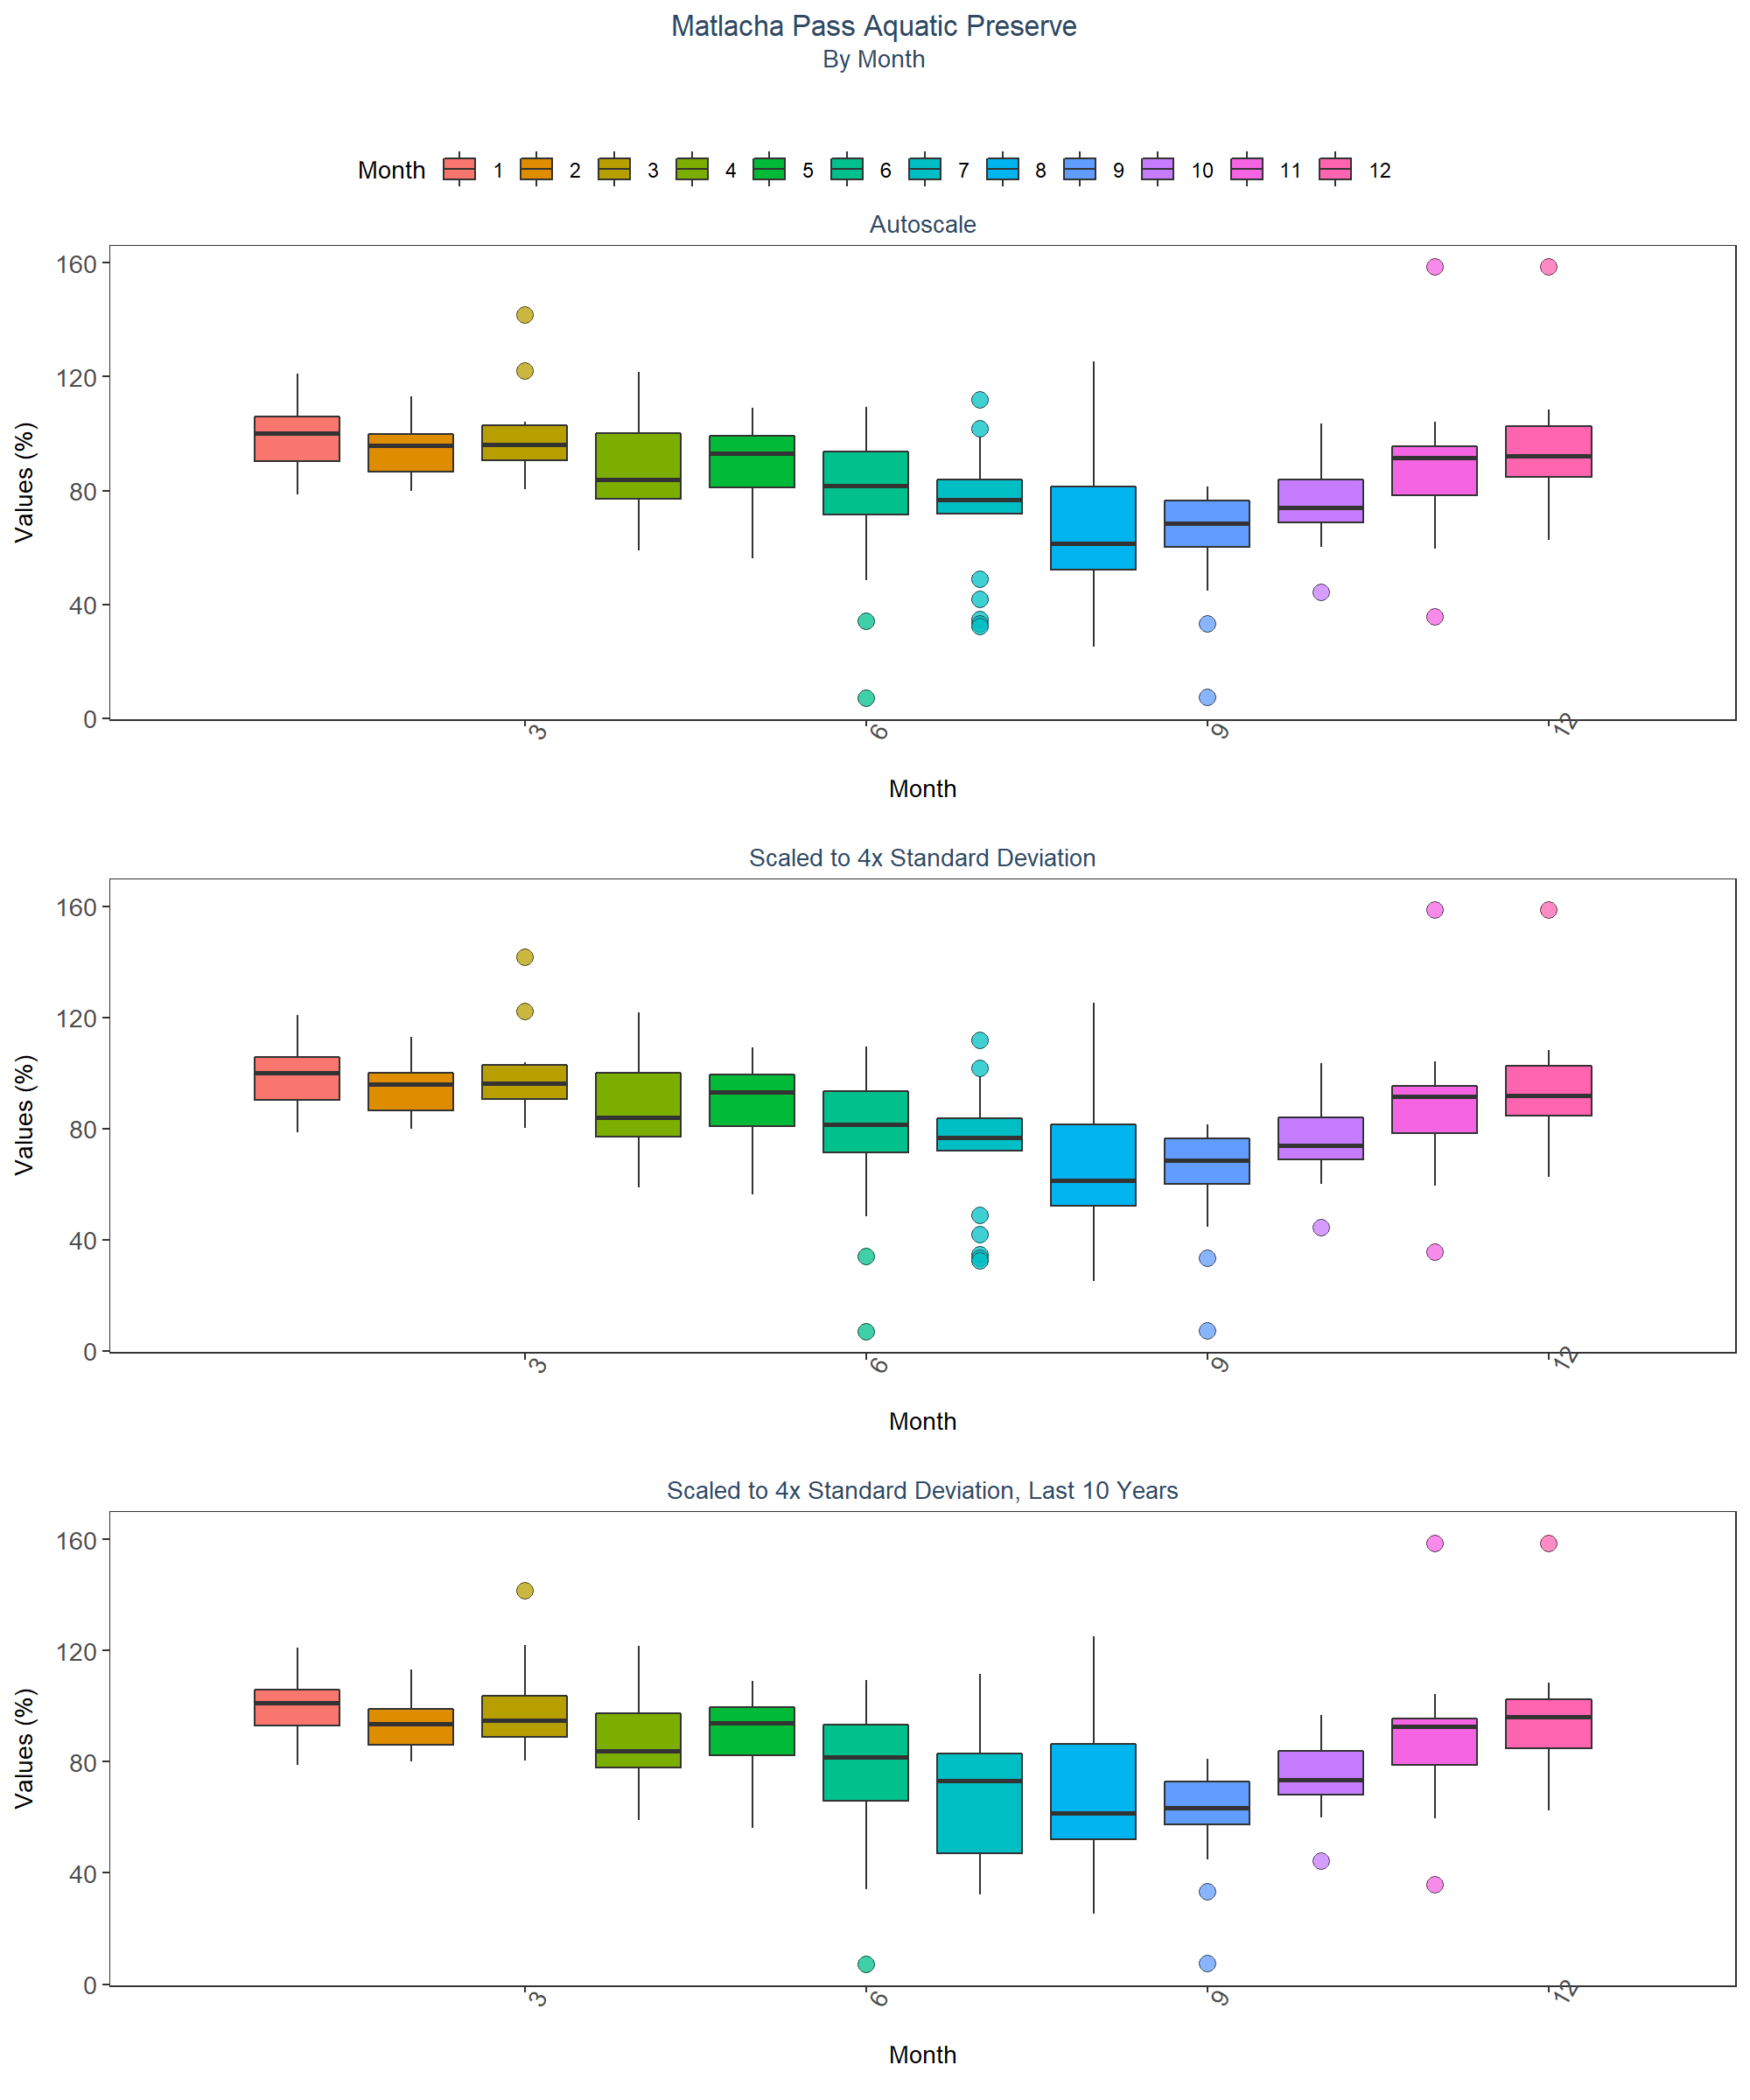 Matlacha Pass Aquatic Preserve
By Month
Month 1 2 3 4 5 6 7 8 9 10 11 12
Autoscale
Values (%)
160
120
80
40
0
3 6 9 12
Month
Scaled to 4x Standard Deviation
Values (%)
160
120
80
40
0
3 6 9 12
Month
Scaled to 4x Standard Deviation, Last 10 Years
Values (%)
160
120
80
40
0
3 6 9 12
Month